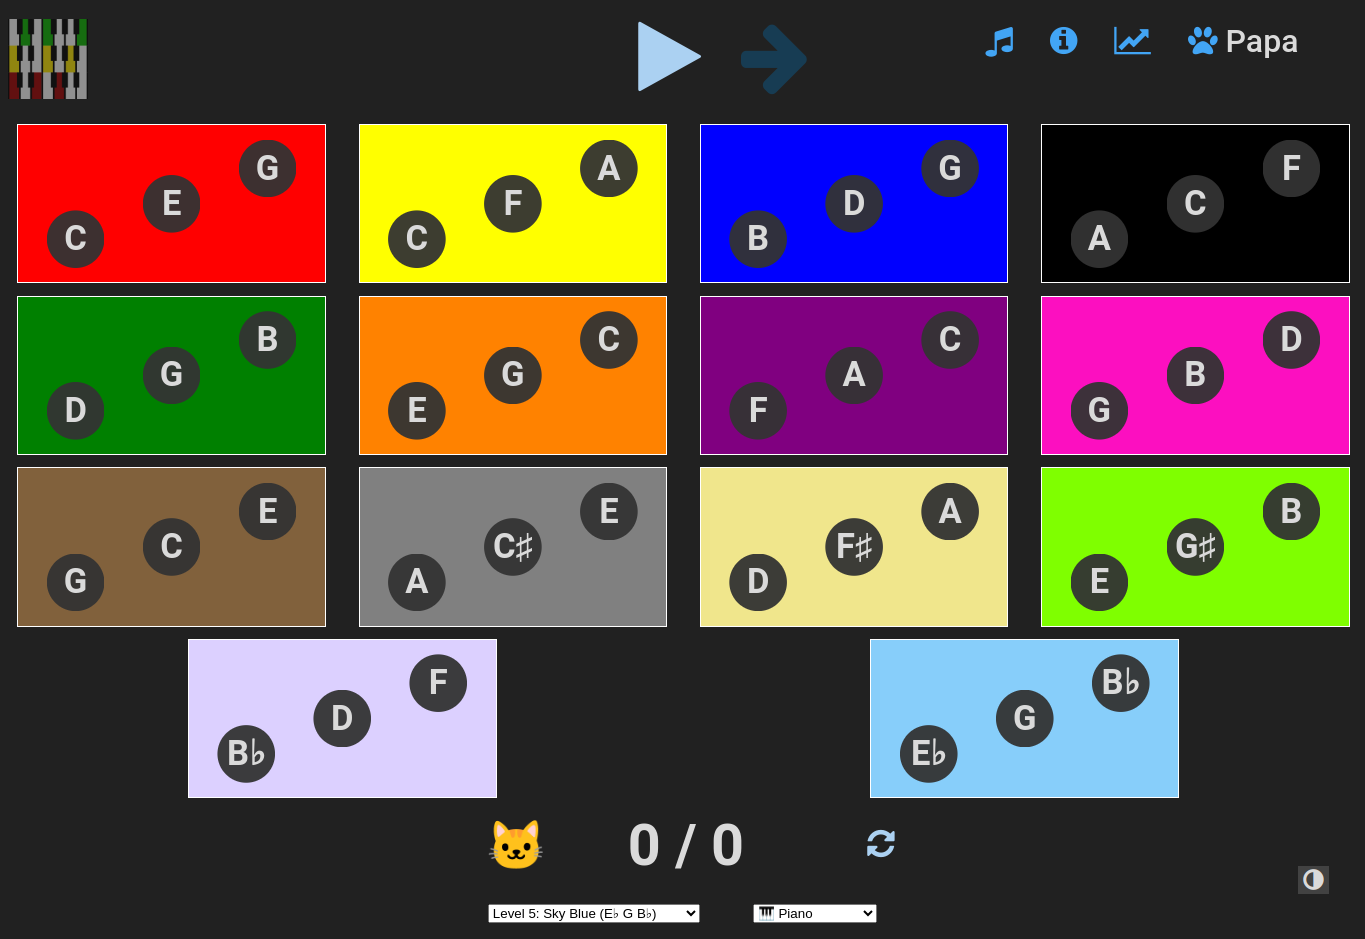 Papa
C E G
C F A
B D G
A C F
D G B
E G C
F A C
G B D
G C E
A C♯ E
D F♯ A
E G♯ B
B♭ D F
E♭ G B♭
0 / 0
Level 5: Sky Blue (E♭ G B♭)
Piano